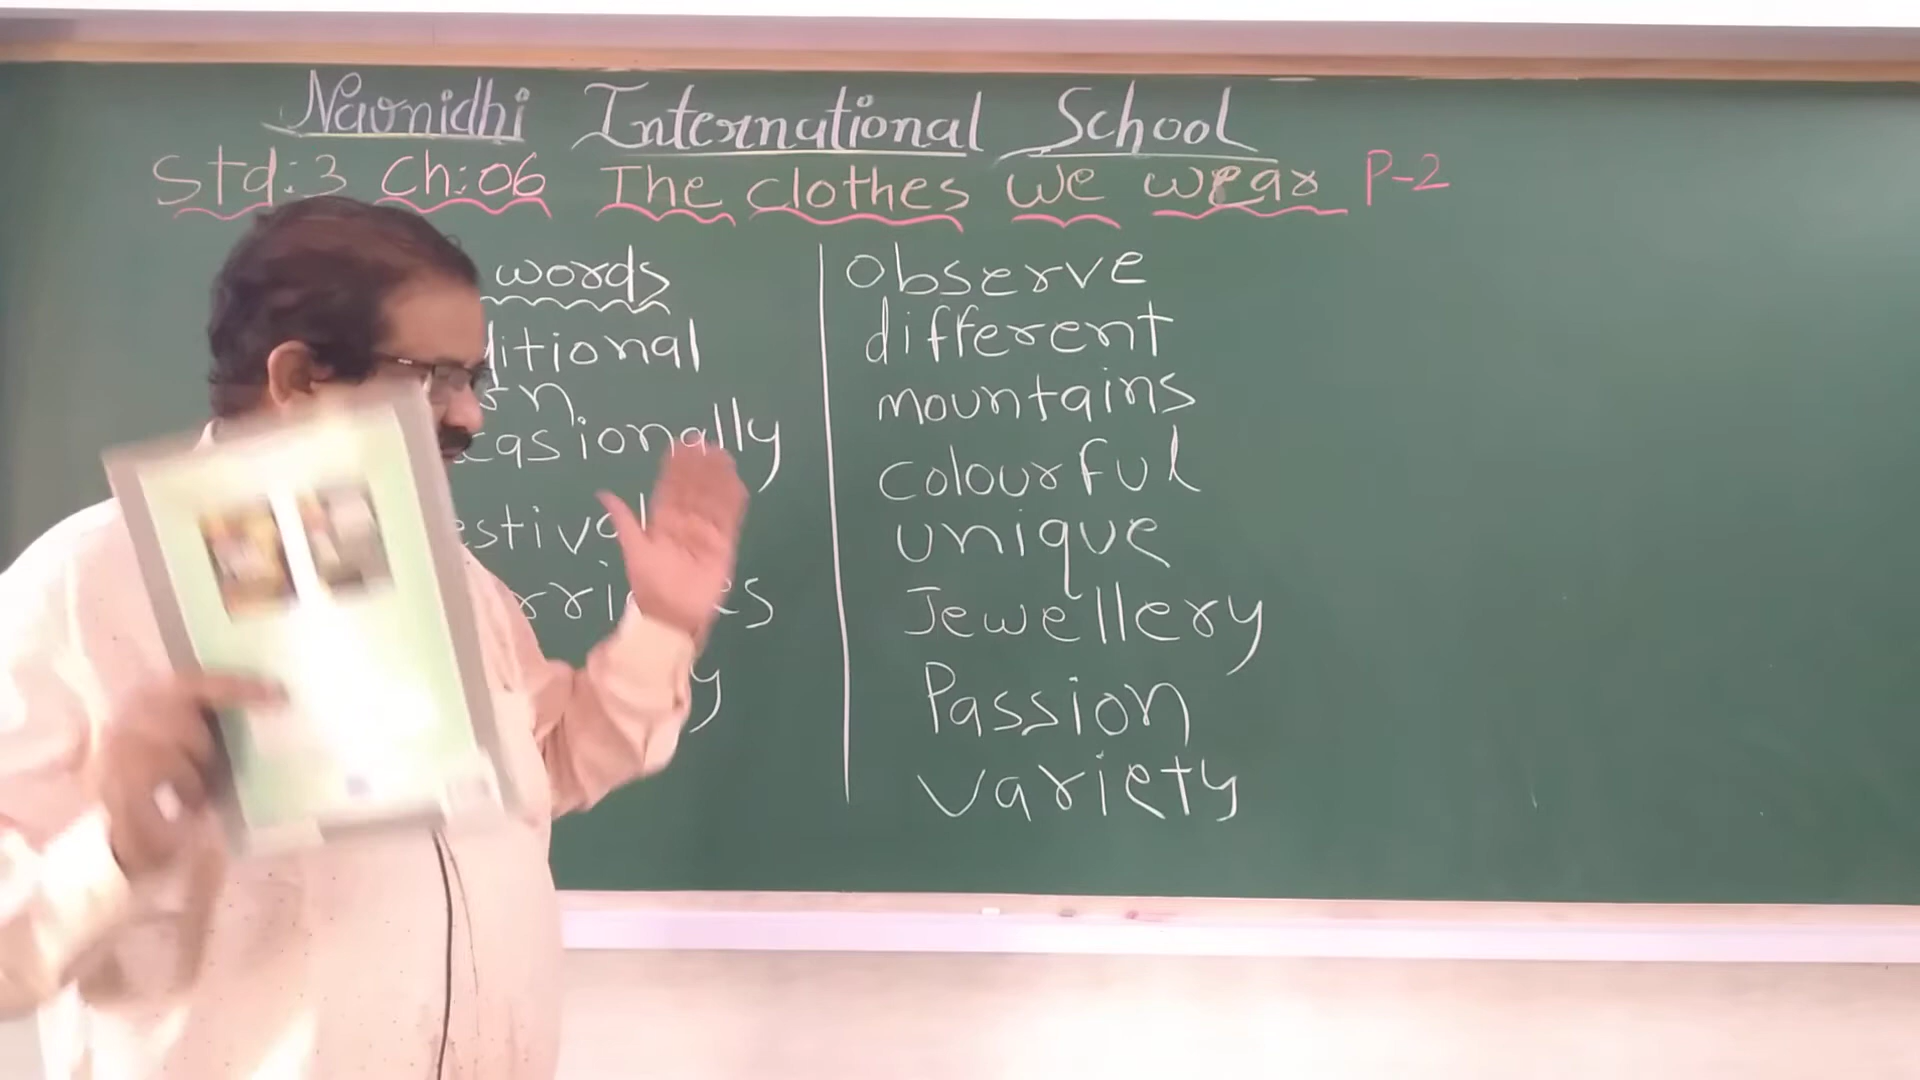 Navnidhi International School
Std:3 Ch:06 The clothes we wear P-2
words
ditional
casionally
estival
y
Observe
different
mountains
colourful
unique
Jewellery
Passion
variety